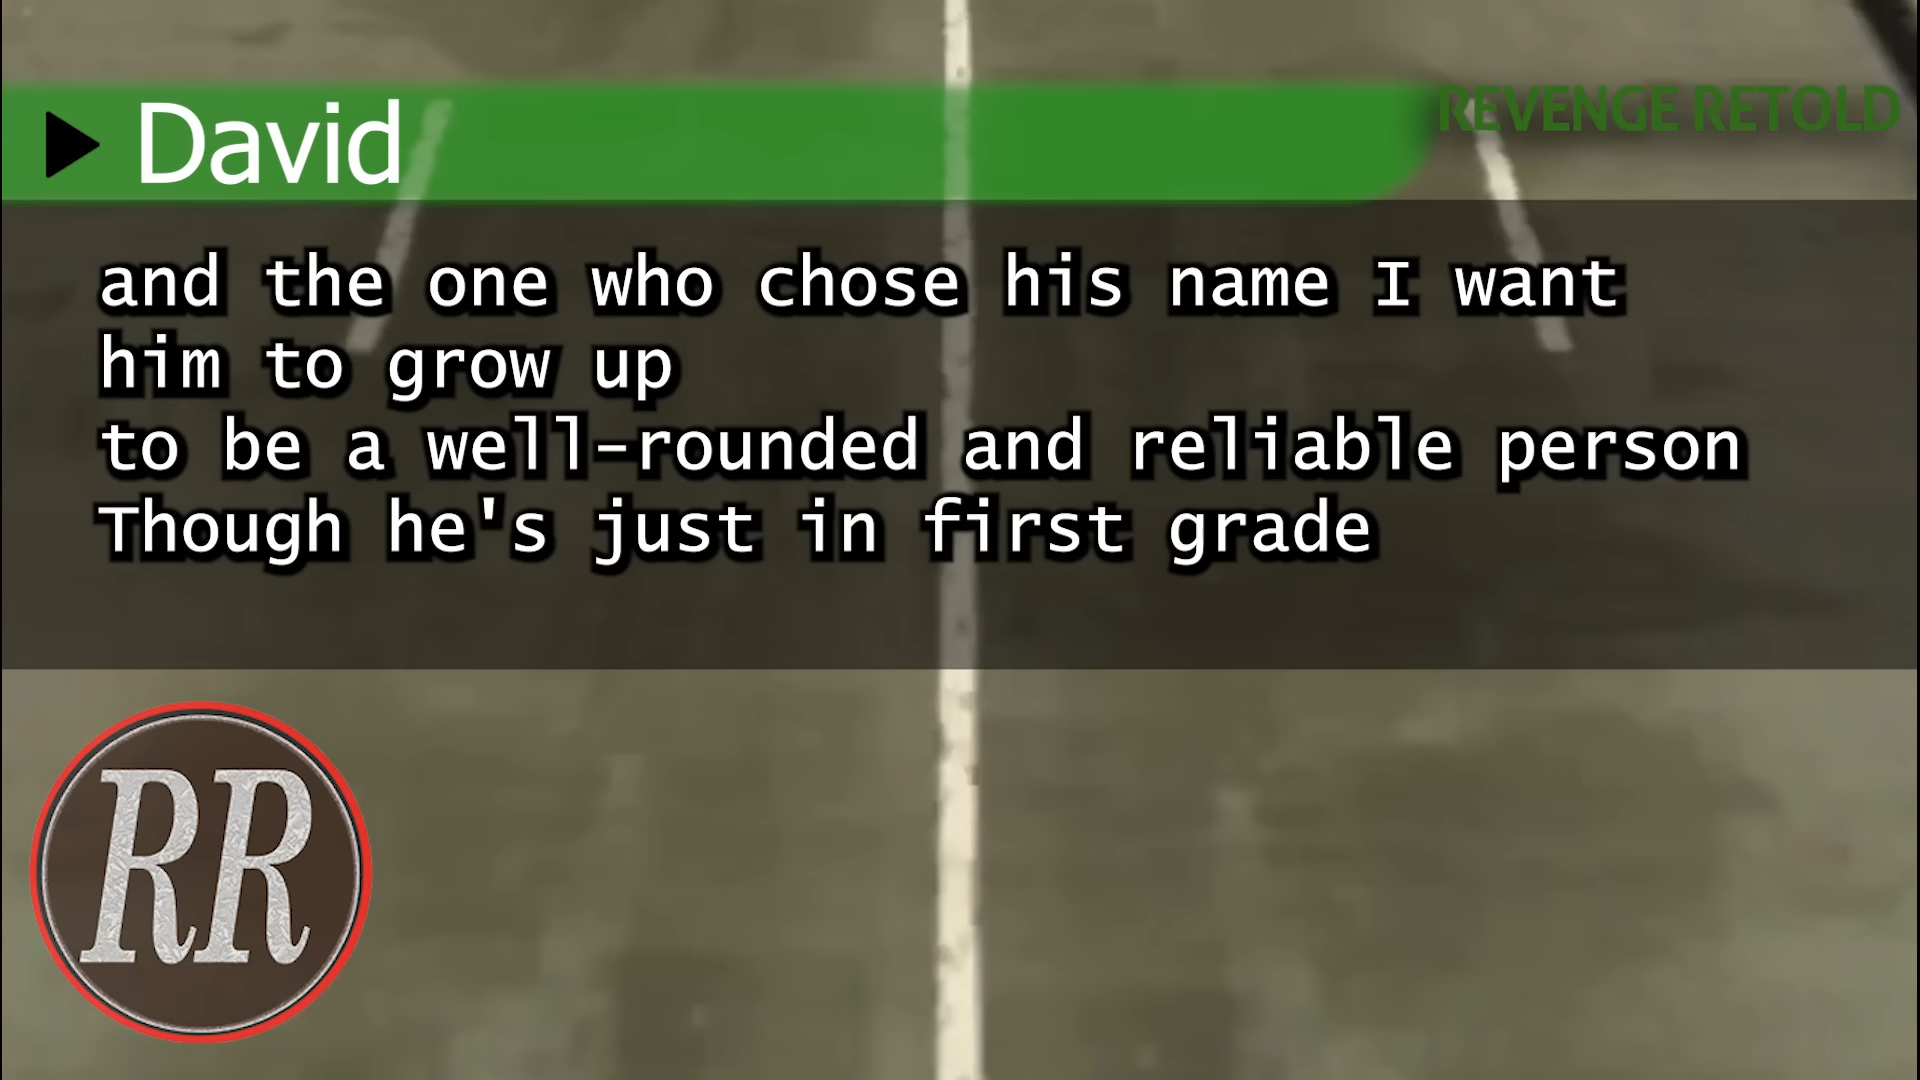 David
REVENGE RETOLD
and the one who chose his name I want
him to grow up
to be a well-rounded and reliable person
Though he's just in first grade
RR